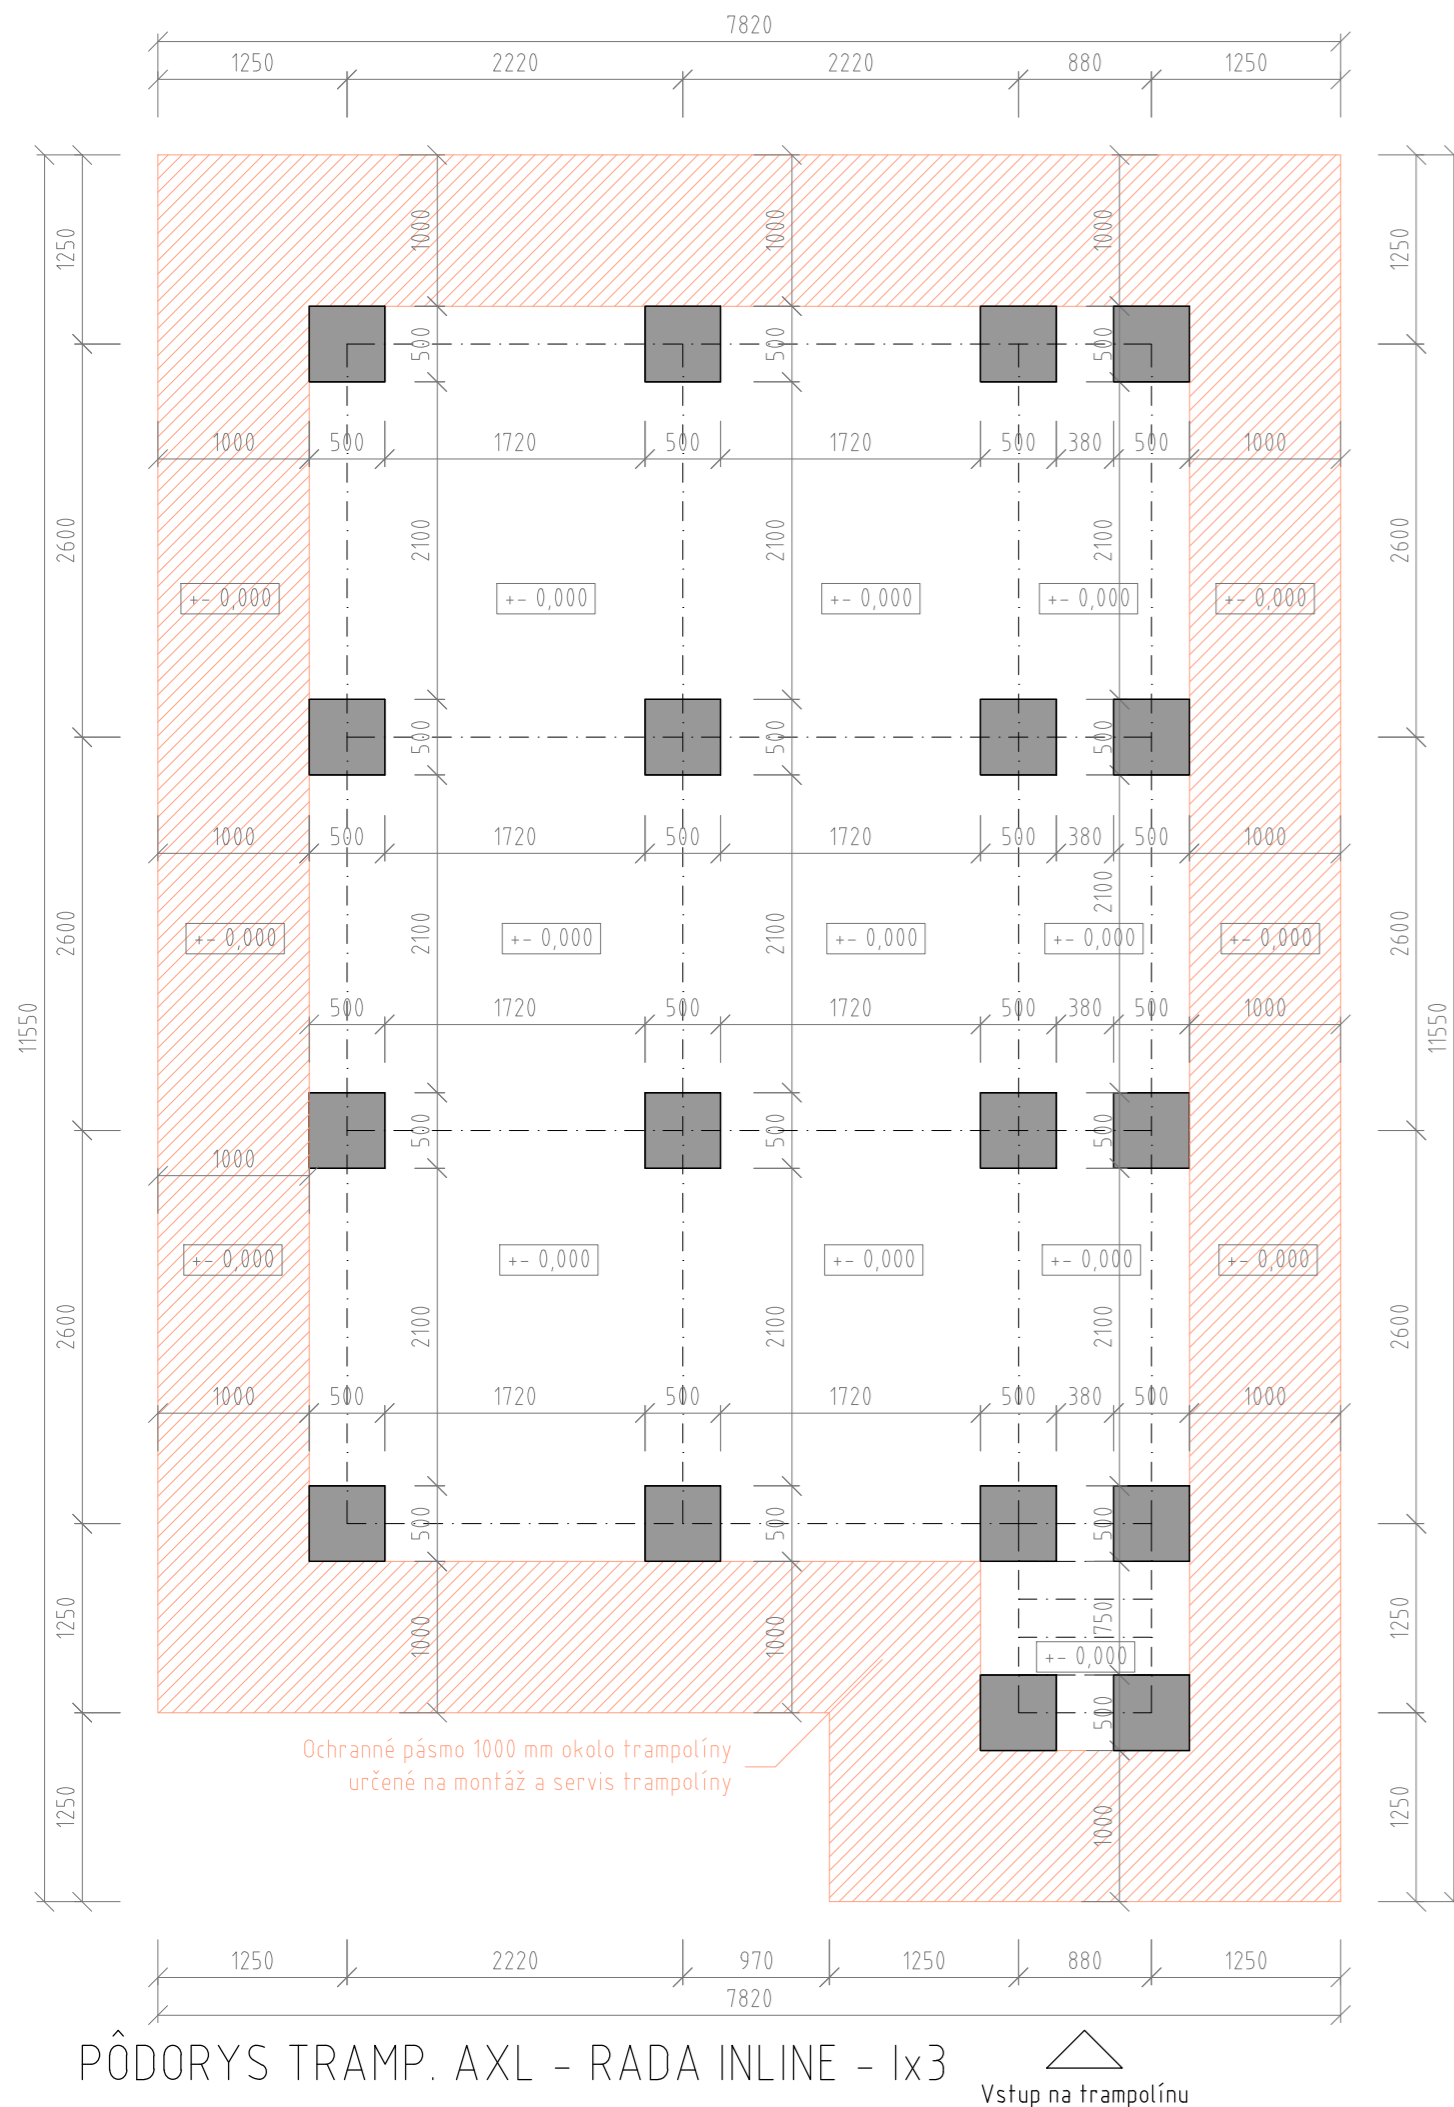 7820
1250 2220 2220 880 1250
1000 1000 1000
1250 1250
500 500 500
1000 500 1720 500 1720 500 380 500 1000
2600 2100 2100 2100 2600
+- 0,000 +- 0,000 +- 0,000 +- 0,000 +- 0,000
500 500 500
1000 500 1720 500 1720 500 380 500 1000
2100
2600 2100 2100 2600
+- 0,000 +- 0,000 +- 0,000 +- 0,000 +- 0,000
500 1720 500 1720 500 380 500 1000
11550 11550
500 500 500
1000
+- 0,000 +- 0,000 +- 0,000 +- 0,000 +- 0,000
2600 2100 2100 2100 2600
1000 500 1720 500 1720 500 380 500 1000
500 500 500
1250 750 1250
1000 1000
+- 0,000
500
Ochranné pásmo 1000 mm okolo trampolíny
určené na montáž a servis trampolíny
1250 1000 1250
1250 2220 970 1250 880 1250
7820
PÔDORYS TRAMP. AXL - RADA INLINE - Ix3
Vstup na trampolínu